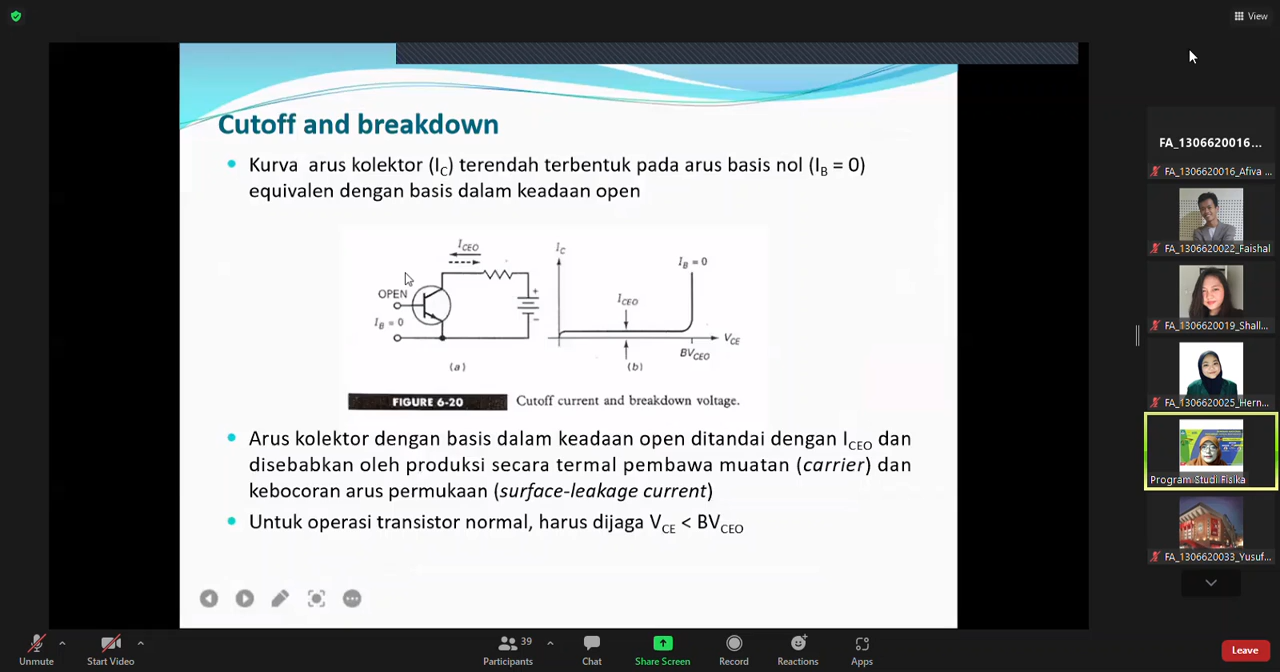 View
Cutoff and breakdown
Kurva arus kolektor (IC) terendah terbentuk pada arus basis nol (IB = 0)
equivalen dengan basis dalam keadaan open
ICEO
OPEN
IB = 0
+
−
(a)
IC
IB = 0
ICEO
VCE
BVCEO
(b)
FIGURE 6-20
Cutoff current and breakdown voltage.
Arus kolektor dengan basis dalam keadaan open ditandai dengan ICEO dan
disebabkan oleh produksi secara termal pembawa muatan (carrier) dan
kebocoran arus permukaan (surface-leakage current)
Untuk operasi transistor normal, harus dijaga VCE < BVCEO
FA_1306620016...
FA_1306620016_Afiva ...
FA_1306620022_Faishal
FA_1306620019_Shall...
FA_1306620025_Hern...
Program Studi Fisika
FA_1306620033_Yusuf...
Unmute
Start Video
Participants
39
Chat
Share Screen
Record
Reactions
Apps
Leave